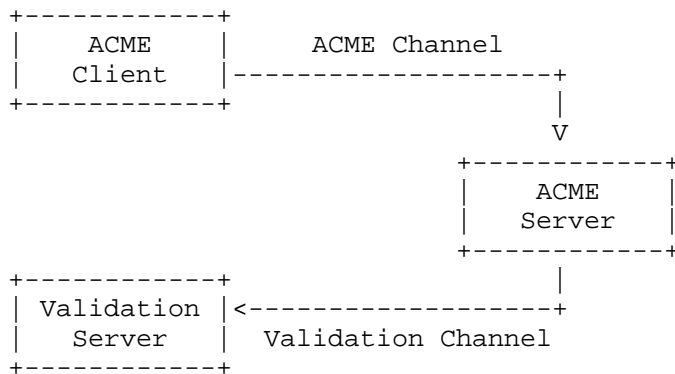 ACME ACME Channel
Client
ACME
Server
Validation
Server Validation Channel